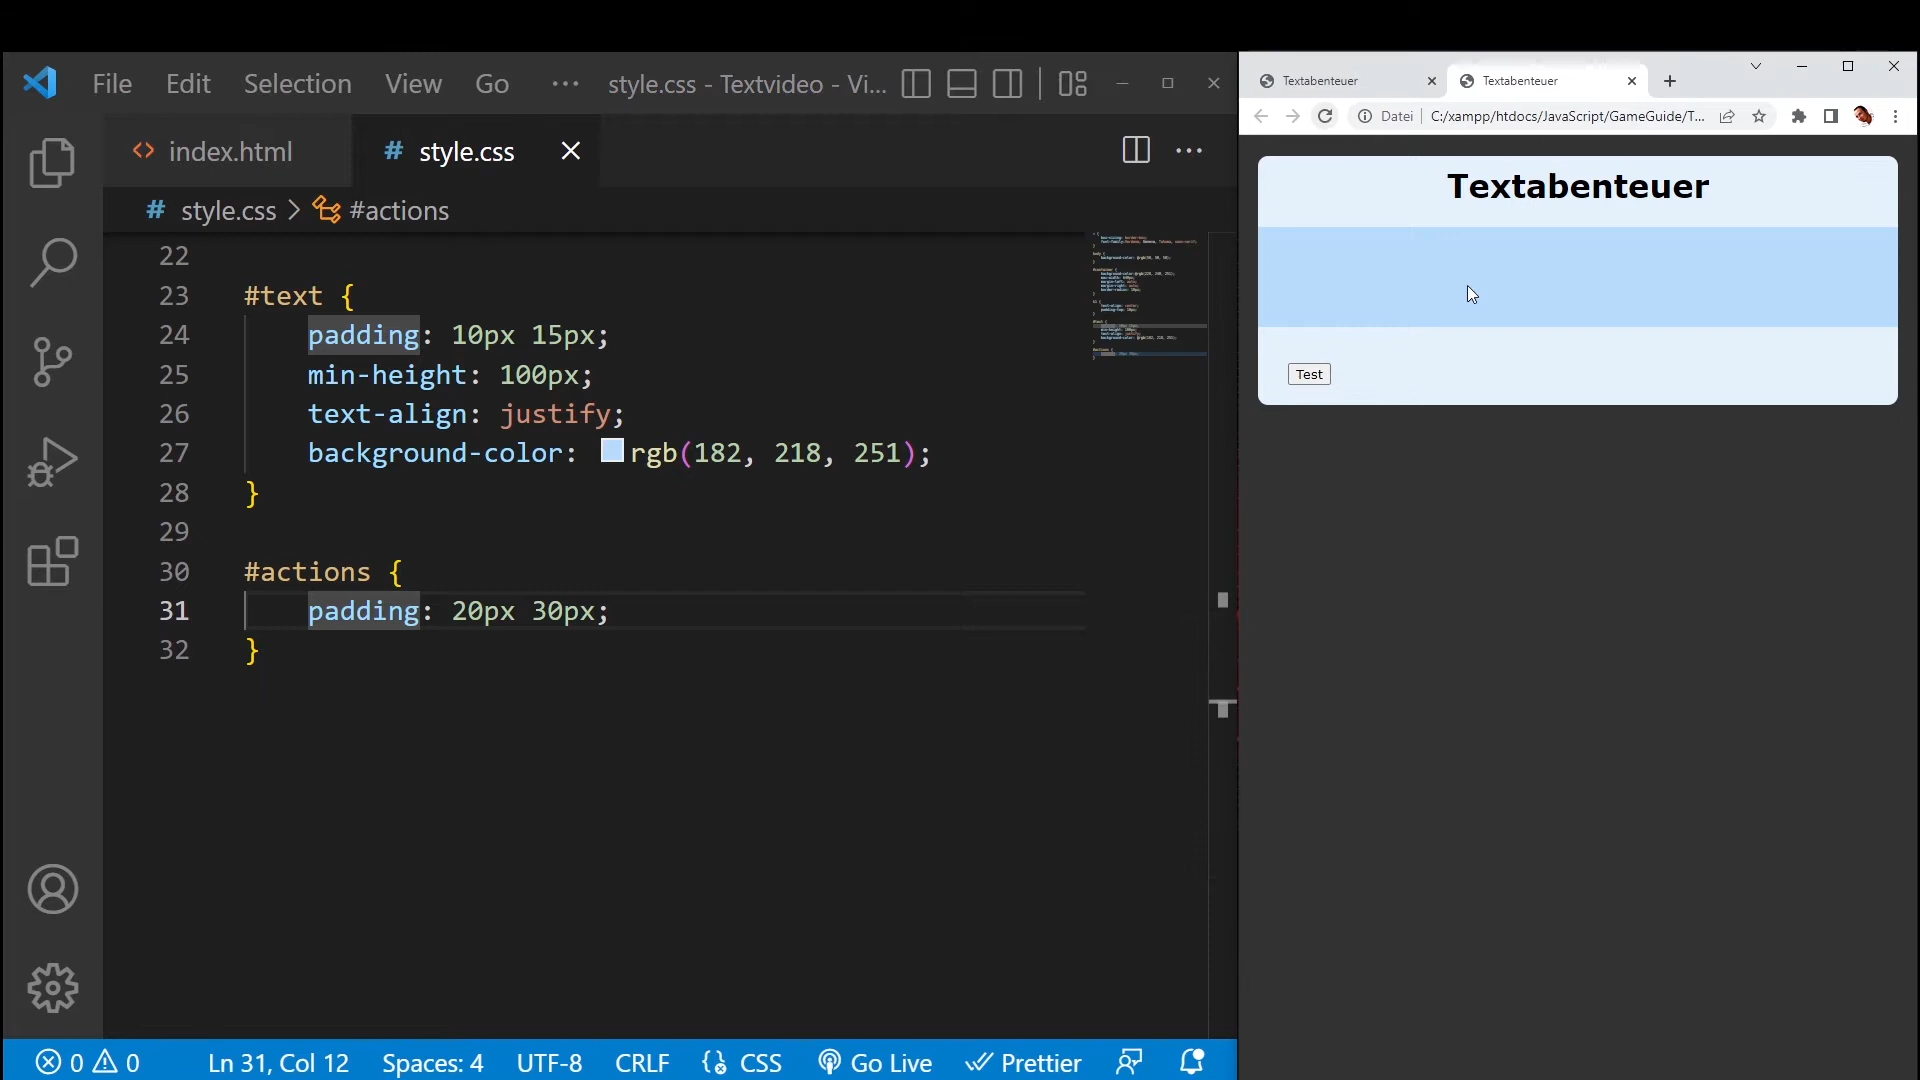 File Edit Selection View Go ··· style.css - Textvideo - Vi...
index.html
# style.css
# style.css > #actions
22
23 #text {
24 padding: 10px 15px;
25 min-height: 100px;
26 text-align: justify;
27 background-color: rgb(182, 218, 251);
28 }
29
30 #actions {
31 padding: 20px 30px;
32 }
0 0 Ln 31, Col 12 Spaces: 4 UTF-8 CRLF CSS Go Live Prettier
Textabenteuer Textabenteuer
Datei C:/xampp/htdocs/JavaScript/GameGuide/T...
Textabenteuer
Test